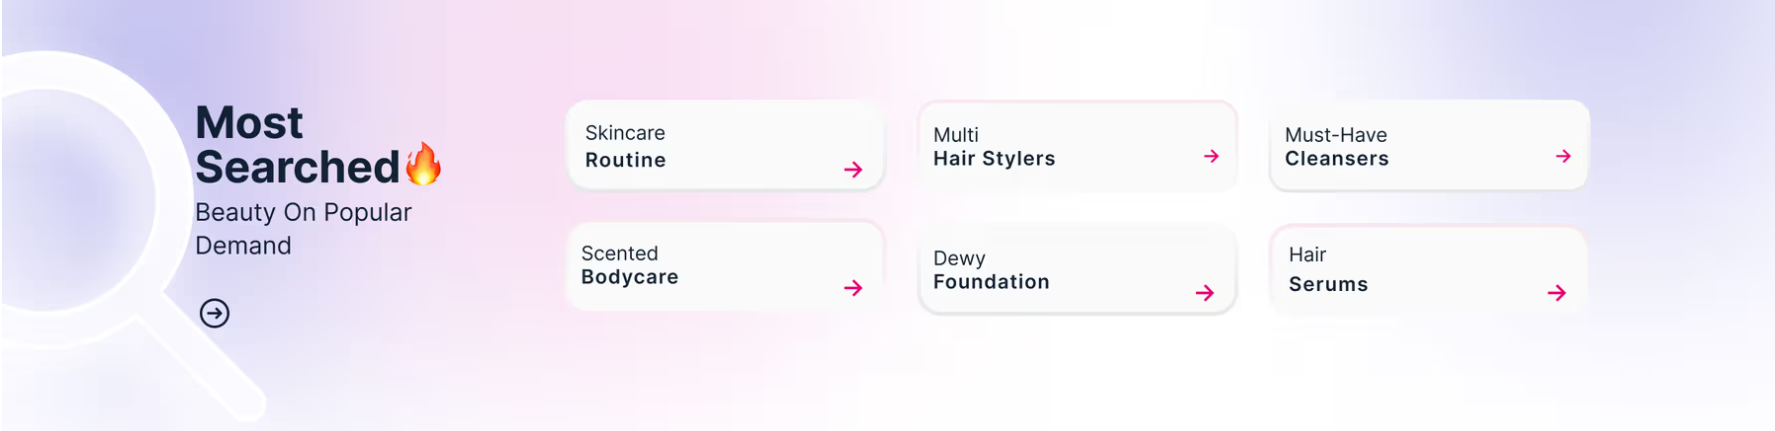 Most
Searched🔥
Beauty On Popular
Demand
Skincare
Routine
Multi
Hair Stylers
Must-Have
Cleansers
Scented
Bodycare
Dewy
Foundation
Hair
Serums